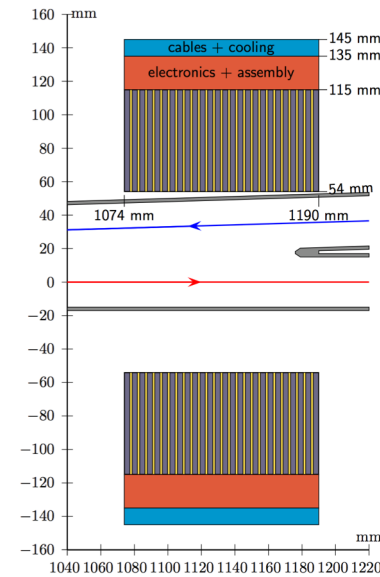 160
mm
145 mm
cables + cooling
140
135 mm
120
electronics + assembly
115 mm
100
80
60
54 mm
1074 mm
1190 mm
40
20
0
−20
−40
−60
−80
−100
−120
−140
mm
−160
1040 1060 1080 1100 1120 1140 1160 1180 1200 1220